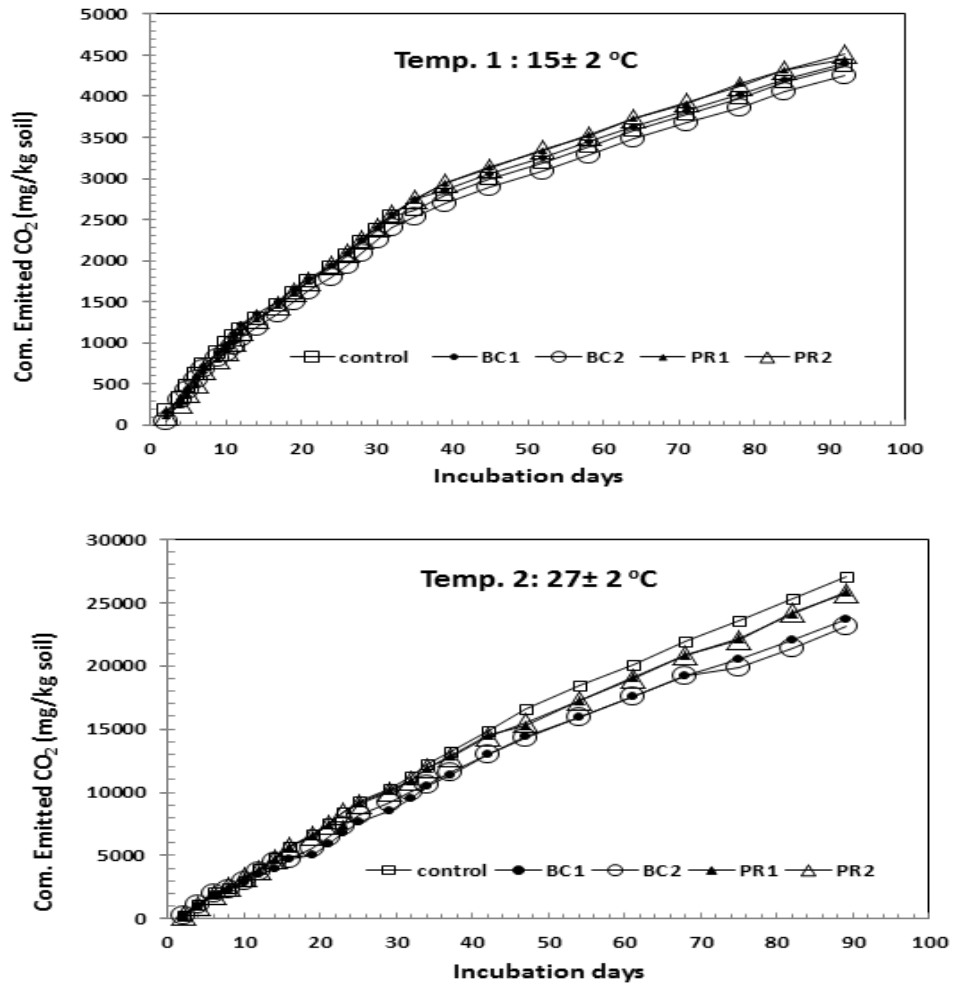 Temp. 1 : 15± 2 °C
Com. Emitted CO₂ (mg/kg soil)
5000
4500
4000
3500
3000
2500
2000
1500
1000
500
0
control BC1 BC2 PR1 PR2
0 10 20 30 40 50 60 70 80 90 100
Incubation days
Temp. 2: 27± 2 °C
Com. Emitted CO₂ (mg/kg soil)
30000
25000
20000
15000
10000
5000
0
control BC1 BC2 PR1 PR2
0 10 20 30 40 50 60 70 80 90 100
Incubation days